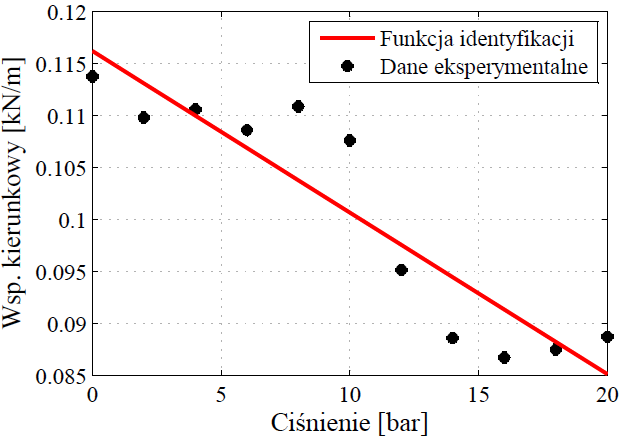 0.12
0.115
0.11
0.105
0.1
0.095
0.09
0.085
Wsp. kierunkowy [kN/m]
Funkcja identyfikacji
Dane eksperymentalne
0 5 10 15 20
Ciśnienie [bar]